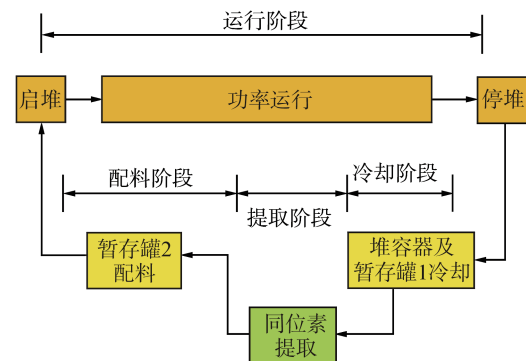 运行阶段
启堆
功率运行
停堆
配料阶段
提取阶段
冷却阶段
暂存罐2
配料
堆容器及
暂存罐1冷却
同位素
提取